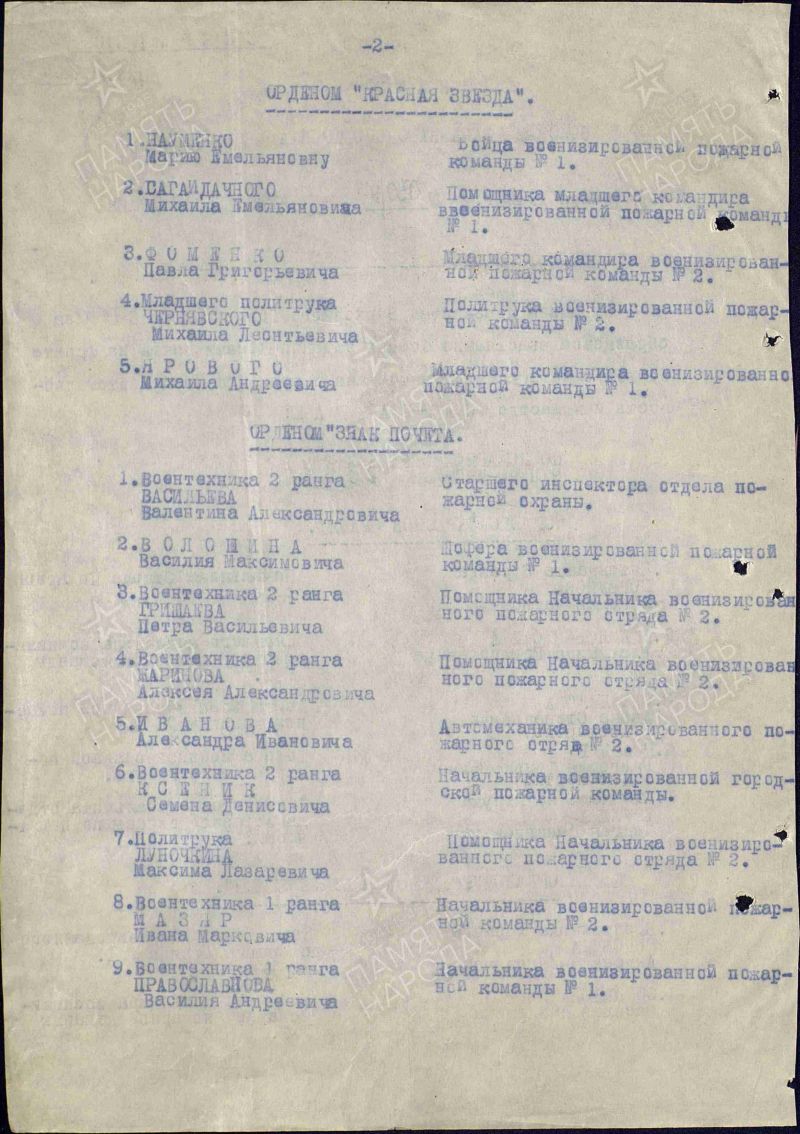 -2-
ОРДЕНОМ "КРАСНАЯ ЗВЕЗДА".
1.НАУМЕНКО
Марию Емельяновну
Бойца военизированной пожарной
команды № 1.
2.САГАЙДАЧНОГО
Михаила Емельяновича
Помощника младшего командира
ввоенизированной пожарной команды
№ 1.
3.Ф О М Е Н К О
Павла Григорьевича
Младшего командира военизирован-
ной пожарной команды № 2.
4.Младшего политрука
ЧЕРНЯВСКОГО
Михаила Леонтьевича
Политрука военизированной пожар-
ной команды № 2.
5.Я Р О В О Г О
Михаила Андреевича
Младшего командира военизированно
пожарной команды № 1.
ОРДЕНОМ"ЗНАК ПОЧЕТА.
1.Воентехника 2 ранга
ВАСИЛЬЕВА
Валентина Александровича
Старшего инспектора отдела по-
жарной охраны.
2.В О Л О Ш И Н А
Василия Максимовича
Шофера военизированной пожарной
команды № 1.
3.Воентехника 2 ранга
ГРИШАЕВА
Петра Васильевича
Помощника Начальника военизирован
ного пожарного отряда № 2.
4.Воентехника 2 ранга
ЖАРИНОВА
Алексея Александровича
Помощника Начальника военизирован
ного пожарного отряда № 2.
5.И В А Н О В А
Александра Ивановича
Автомеханика военизированного по-
жарного отряд № 2.
6.Воентехника 2 ранга
К С Е Н И К
Семена Денисовича
Начальника военизированной город-
ской пожарной команды.
7.Политрука
ЛУНОЧКИНА
Максима Лазаревича
Помощника Начальника военизиро-
ванного пожарного отряда № 2.
8.Воентехника 1 ранга
М А З Я Р
Ивана Марковича
Начальника военизированной пожар-
ной команды № 2.
9.Воентехника 1 ранга
ПРАВОСЛАВНОВА
Василия Андреевича
Начальника военизированной пожар-
ной команды № 1.
ПАМЯТЬ
НАРОДА